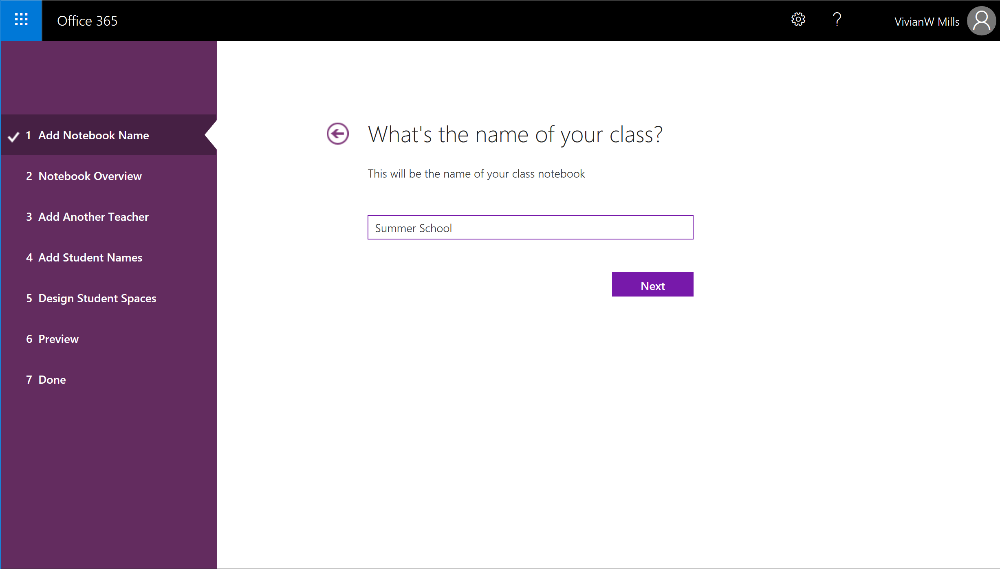 Office 365
?
VivianW Mills
1 Add Notebook Name
2 Notebook Overview
3 Add Another Teacher
4 Add Student Names
5 Design Student Spaces
6 Preview
7 Done
What's the name of your class?
This will be the name of your class notebook
Summer School
Next